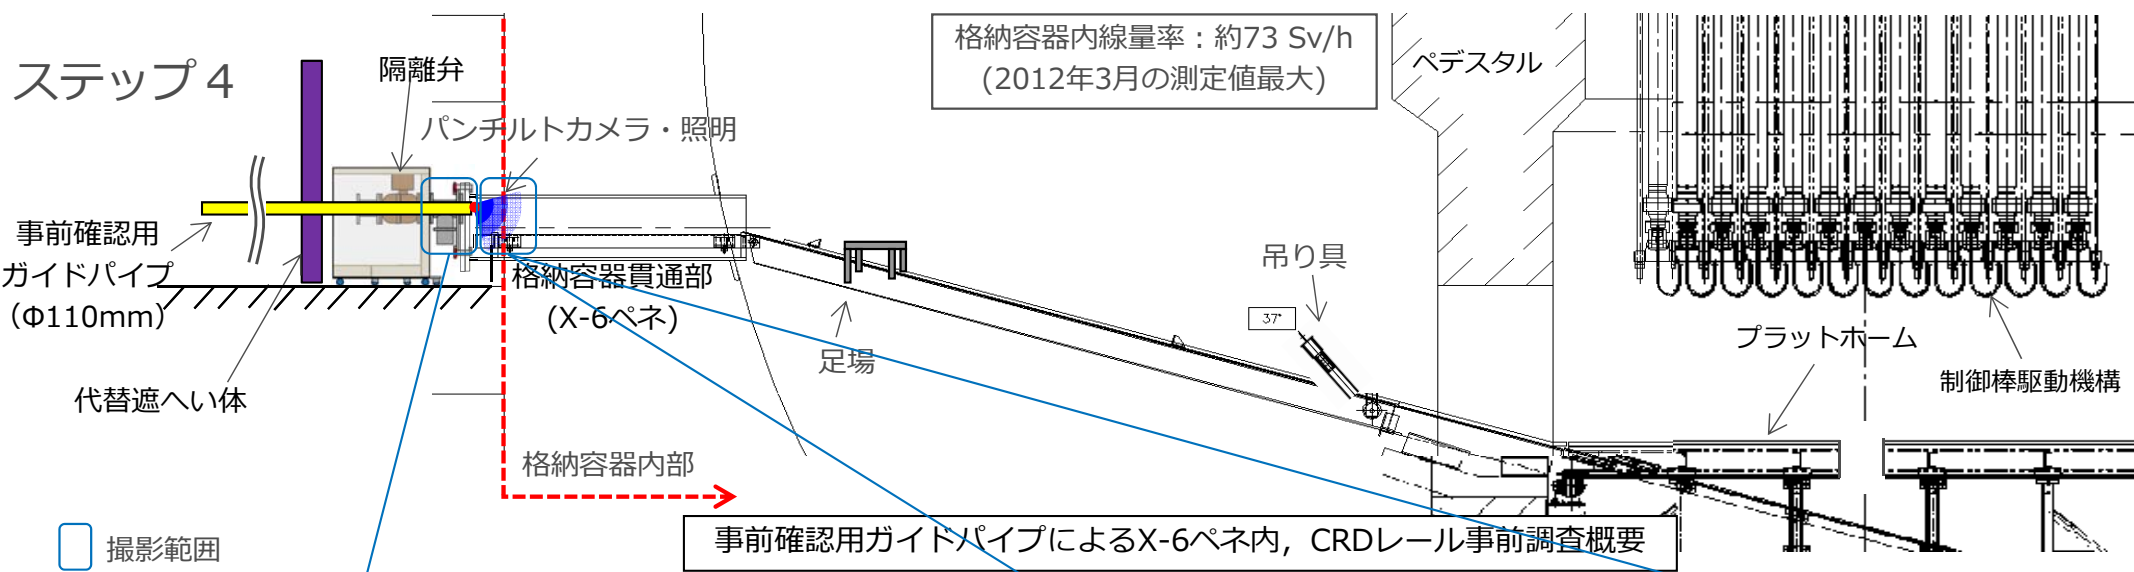 ステップ４
隔離弁
パンチルトカメラ・照明
格納容器内線量率：約73 Sv/h
(2012年3月の測定値最大)
ペデスタル
事前確認用
ガイドパイプ
（Φ110mm）
代替遮へい体
格納容器貫通部
(X-6ペネ)
足場
吊り具
37°
プラットホーム
制御棒駆動機構
格納容器内部
撮影範囲
事前確認用ガイドパイプによるX-6ペネ内，CRDレール事前調査概要